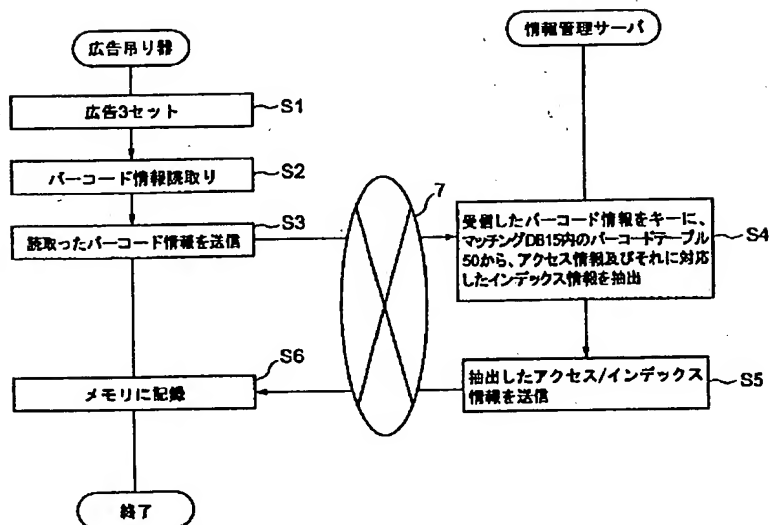 広告吊り器
広告3セット
S1
バーコード情報読取り
S2
読取ったバーコード情報を送信
S3
メモリに記録
S6
終了
7
情報管理サーバ
受信したバーコード情報をキーに、
マッチングDB15内のバーコードテーブル
50から、アクセス情報及びそれに対応
したインデックス情報を抽出
S4
抽出したアクセス/インデックス
情報を送信
S5